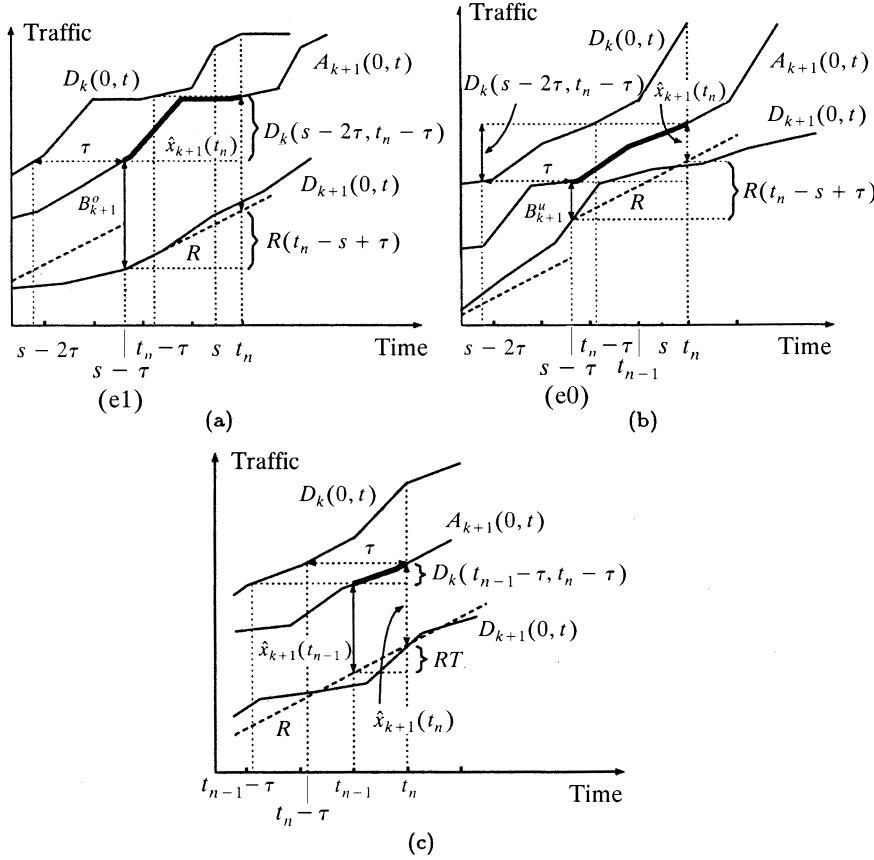 Traffic
D_k(0, t)
A_{k+1}(0, t)
D_k(s − 2τ, t_n − τ)
τ
x̂_{k+1}(t_n)
B^o_{k+1}
D_{k+1}(0, t)
R
R(t_n − s + τ)
s − 2τ
s − τ
t_n − τ
s
t_n
Time
(e1)
(a)
Traffic
D_k(0, t)
A_{k+1}(0, t)
D_k(s − 2τ, t_n − τ)
x̂_{k+1}(t_n)
D_{k+1}(0, t)
τ
B^u_{k+1}
R
R(t_n − s + τ)
s − 2τ
s − τ
t_n − τ
t_{n−1}
s
t_n
Time
(e0)
(b)
Traffic
D_k(0, t)
A_{k+1}(0, t)
τ
D_k(t_{n−1} − τ, t_n − τ)
x̂_{k+1}(t_{n−1})
D_{k+1}(0, t)
RT
R
x̂_{k+1}(t_n)
t_{n−1} − τ
t_n − τ
t_{n−1}
t_n
Time
(c)